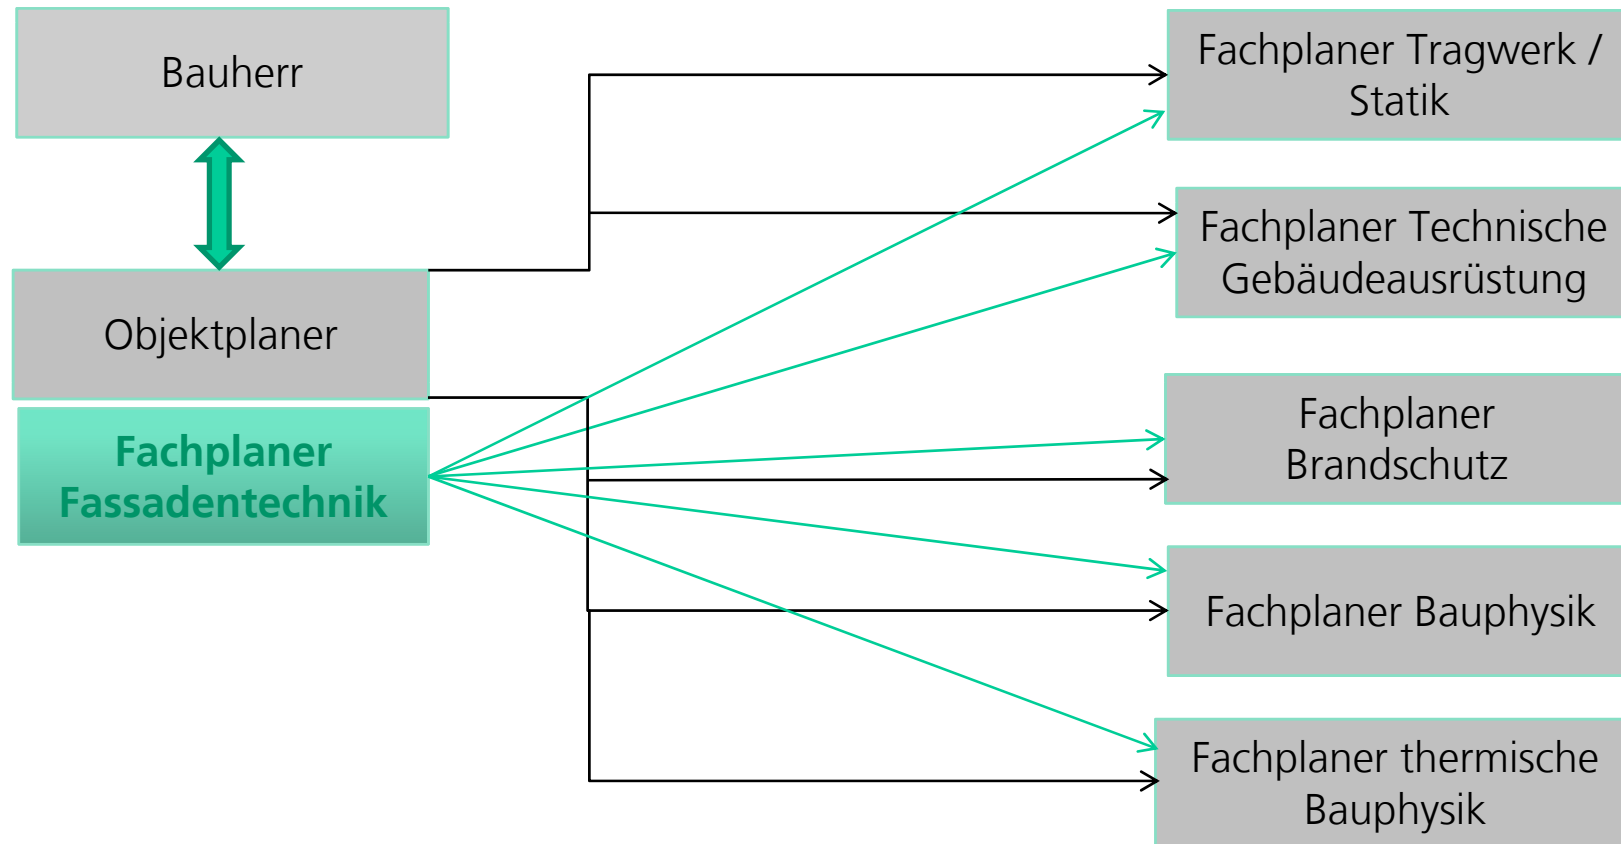 Bauherr
Objektplaner
Fachplaner
Fassadentechnik
Fachplaner Tragwerk /
Statik
Fachplaner Technische
Gebäudeausrüstung
Fachplaner
Brandschutz
Fachplaner Bauphysik
Fachplaner thermische
Bauphysik